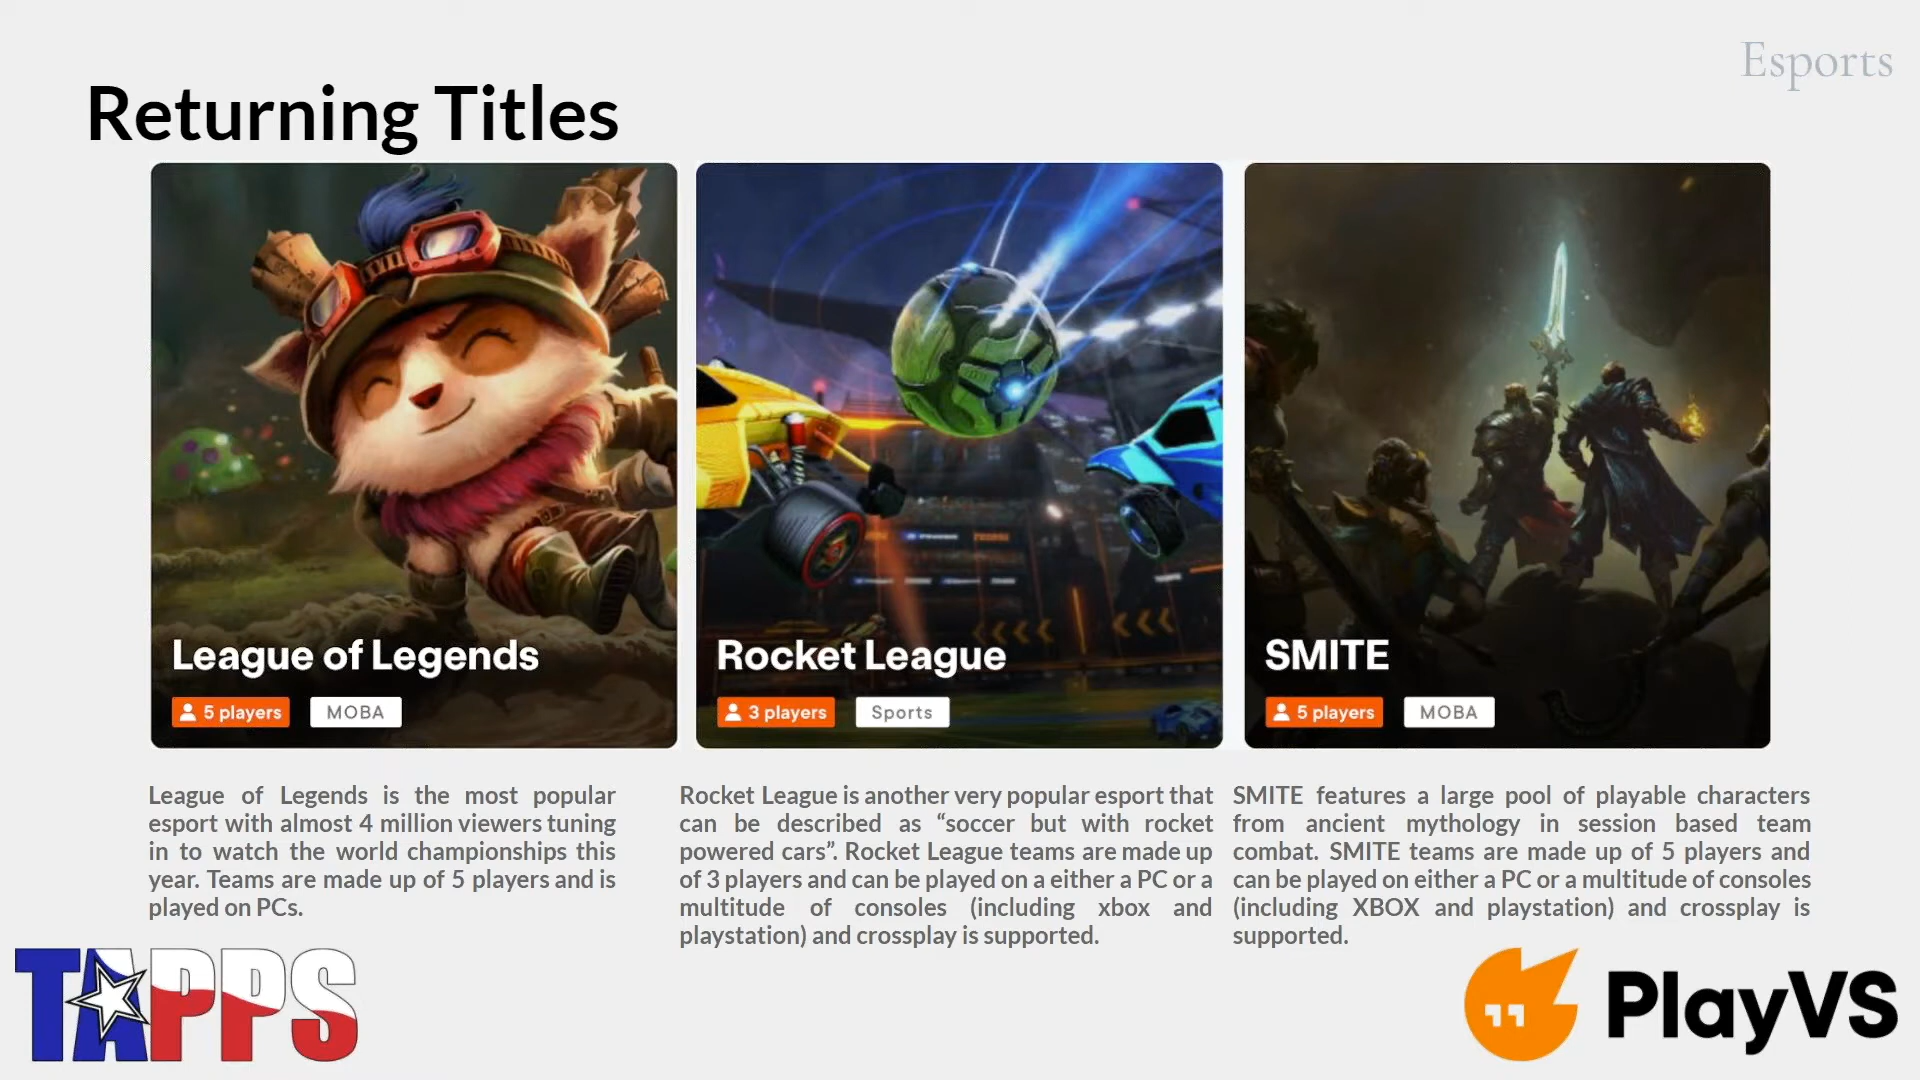 Esports
Returning Titles
League of Legends
5 players
MOBA
Rocket League
3 players
Sports
SMITE
5 players
MOBA
League of Legends is the most popular
esport with almost 4 million viewers tuning
in to watch the world championships this
year. Teams are made up of 5 players and is
played on PCs.
Rocket League is another very popular esport that
can be described as “soccer but with rocket
powered cars”. Rocket League teams are made up
of 3 players and can be played on a either a PC or a
multitude of consoles (including xbox and
playstation) and crossplay is supported.
SMITE features a large pool of playable characters
from ancient mythology in session based team
combat. SMITE teams are made up of 5 players and
can be played on either a PC or a multitude of consoles
(including XBOX and playstation) and crossplay is
supported.
TAPPS
PlayVS